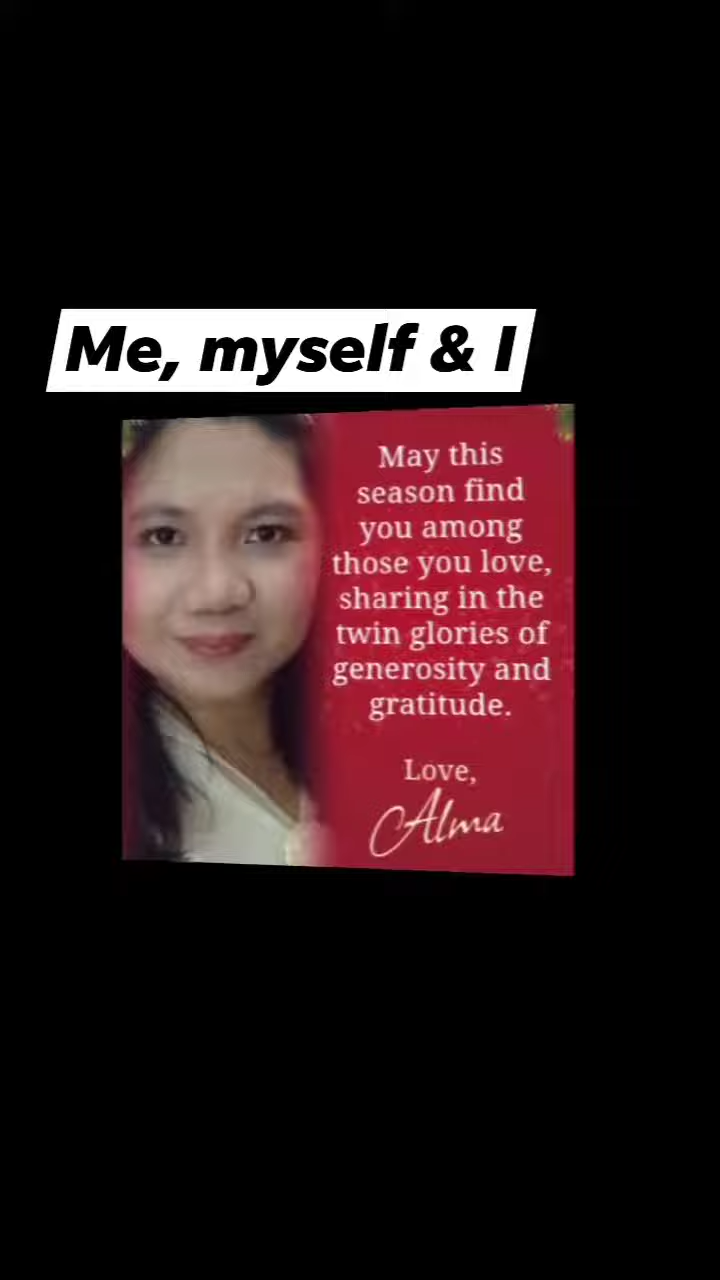 Me, myself & I
May this
season find
you among
those you love,
sharing in the
twin glories of
generosity and
gratitude.
Love,
Alma